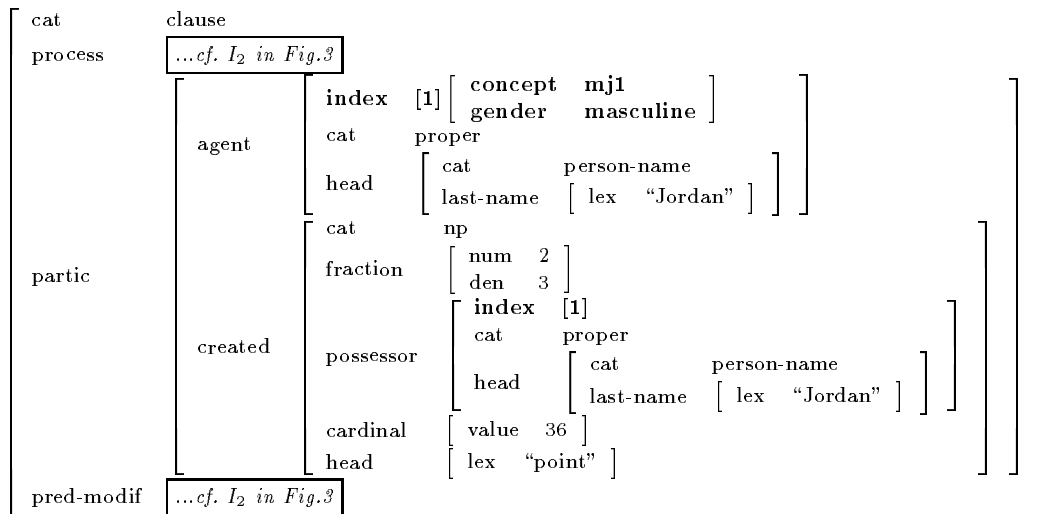 cat clause
process ...cf. I₂ in Fig.3
index [1] concept mj1
gender masculine
agent cat proper
head cat person-name
last-name [ lex “Jordan” ]
cat np
fraction num 2
den 3
partic
index [1]
cat proper
created possessor
head cat person-name
last-name [ lex “Jordan” ]
cardinal [ value 36 ]
head [ lex “point” ]
pred-modif ...cf. I₂ in Fig.3